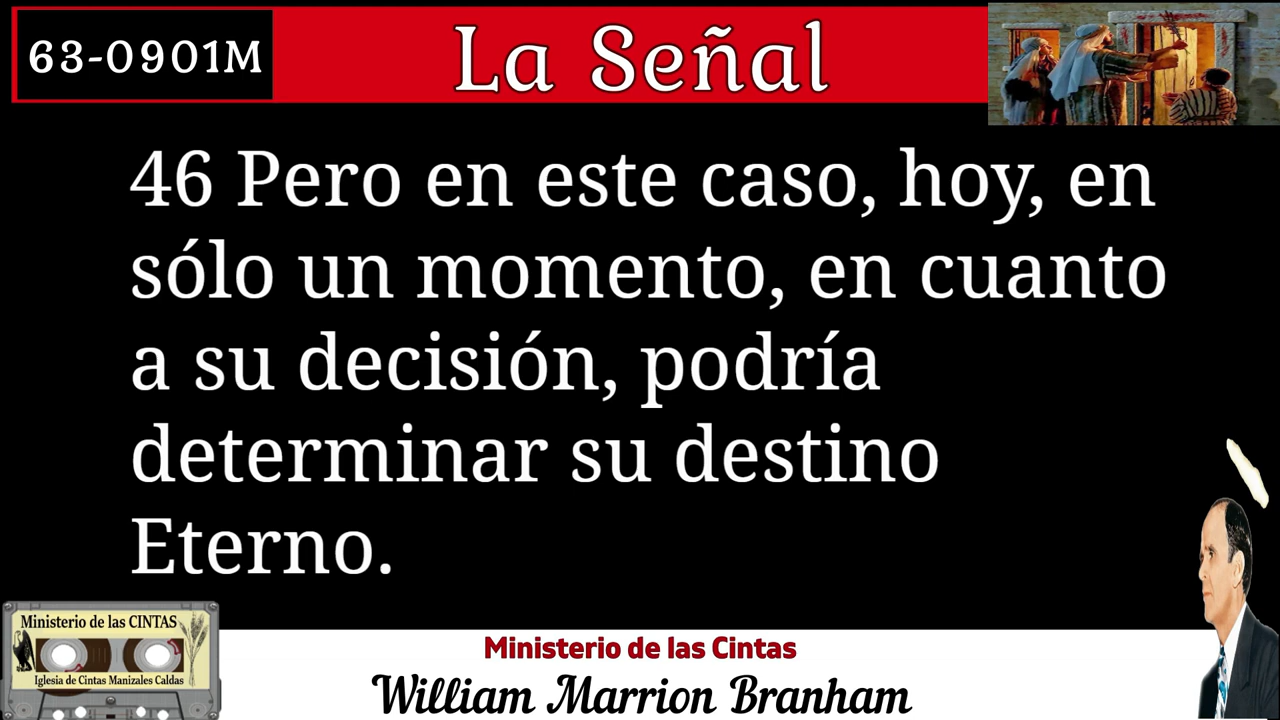 63-0901M
La Señal
46 Pero en este caso, hoy, en
sólo un momento, en cuanto
a su decisión, podría
determinar su destino
Eterno.
Ministerio de las CINTAS
Iglesia de Cintas Manizales Caldas
Ministerio de las Cintas
William Marrion Branham